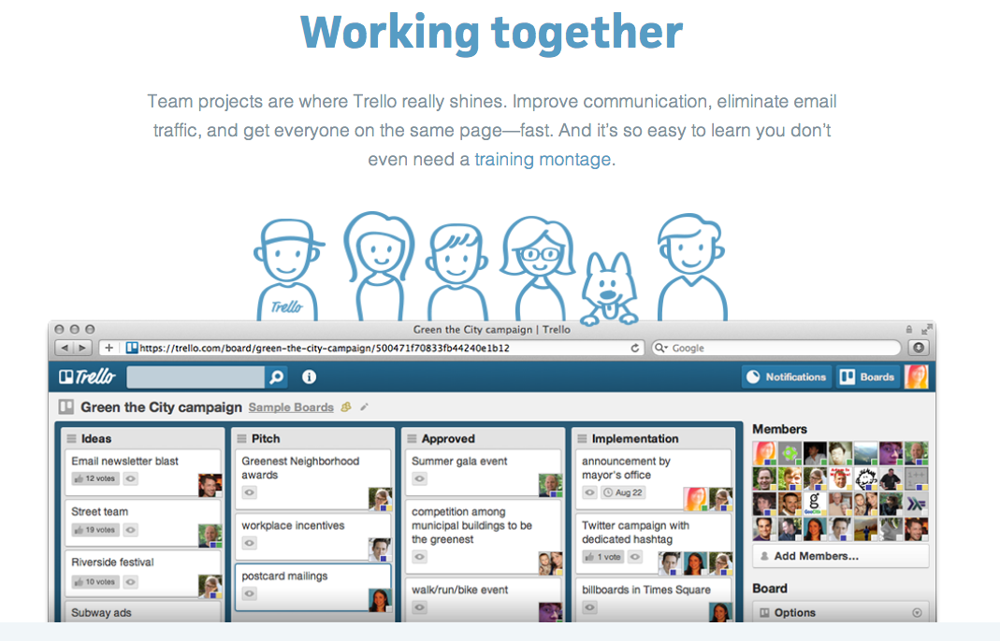 Working together
Team projects are where Trello really shines. Improve communication, eliminate email
traffic, and get everyone on the same page—fast. And it's so easy to learn you don't
even need a training montage.
Trello
Green the City campaign | Trello
https://trello.com/board/green-the-city-campaign/500471f70833fb44240e1b12
Google
Trello
Notifications
Boards
Green the City campaign Sample Boards
Members
Ideas
Email newsletter blast
12 votes
Street team
19 votes
Riverside festival
10 votes
Subway ads
Pitch
Greenest Neighborhood
awards
workplace incentives
postcard mailings
Approved
Summer gala event
competition among
municipal buildings to be
the greenest
walk/run/bike event
Implementation
announcement by
mayor's office
Aug 22
Twitter campaign with
dedicated hashtag
1 vote
billboards in Times Square
Add Members...
Board
Options